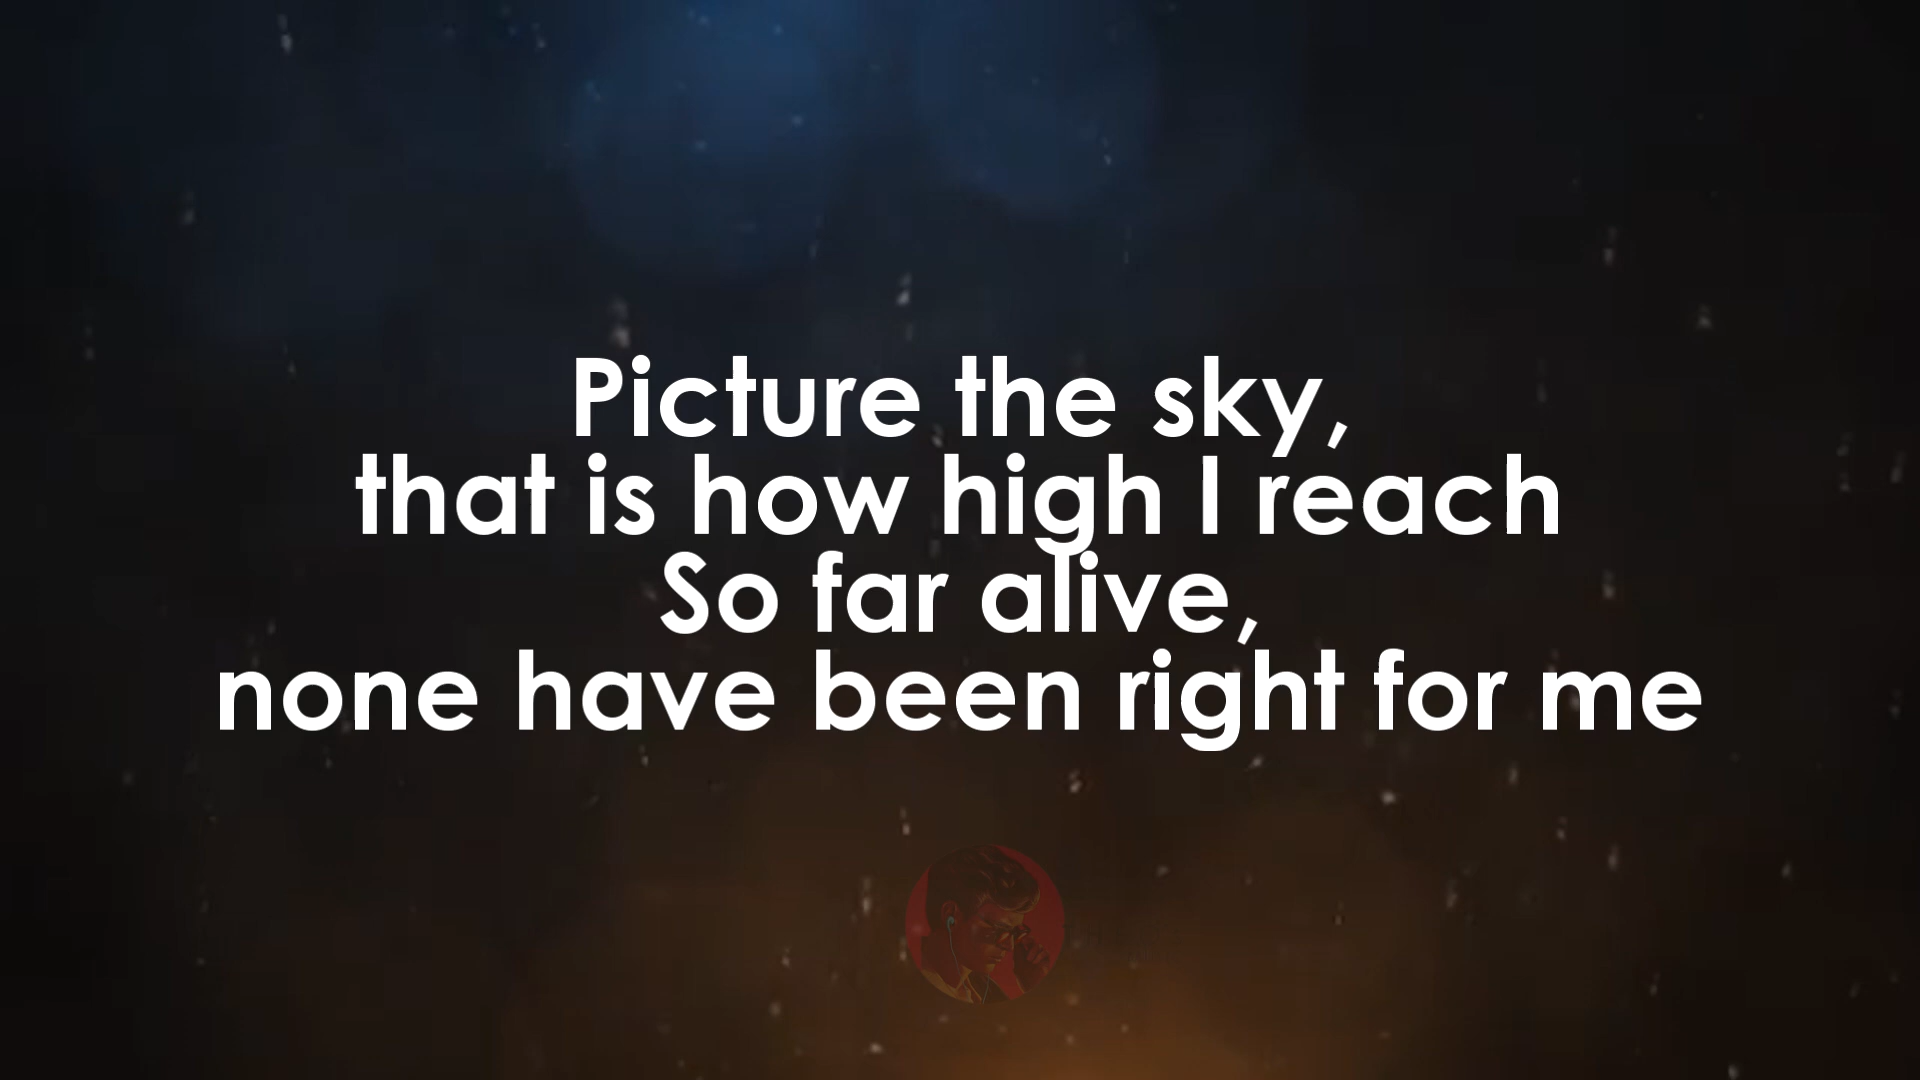 Picture the sky,
that is how high I reach
So far alive,
none have been right for me